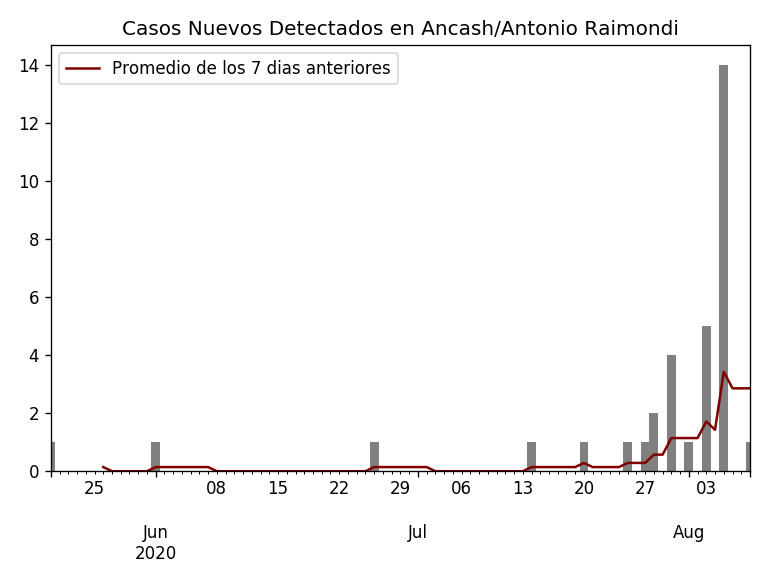 Casos Nuevos Detectados en Ancash/Antonio Raimondi
Promedio de los 7 dias anteriores
14
12
10
8
6
4
2
0
25 08 15 22 29 06 13 20 27 03
Jun Jul Aug
2020